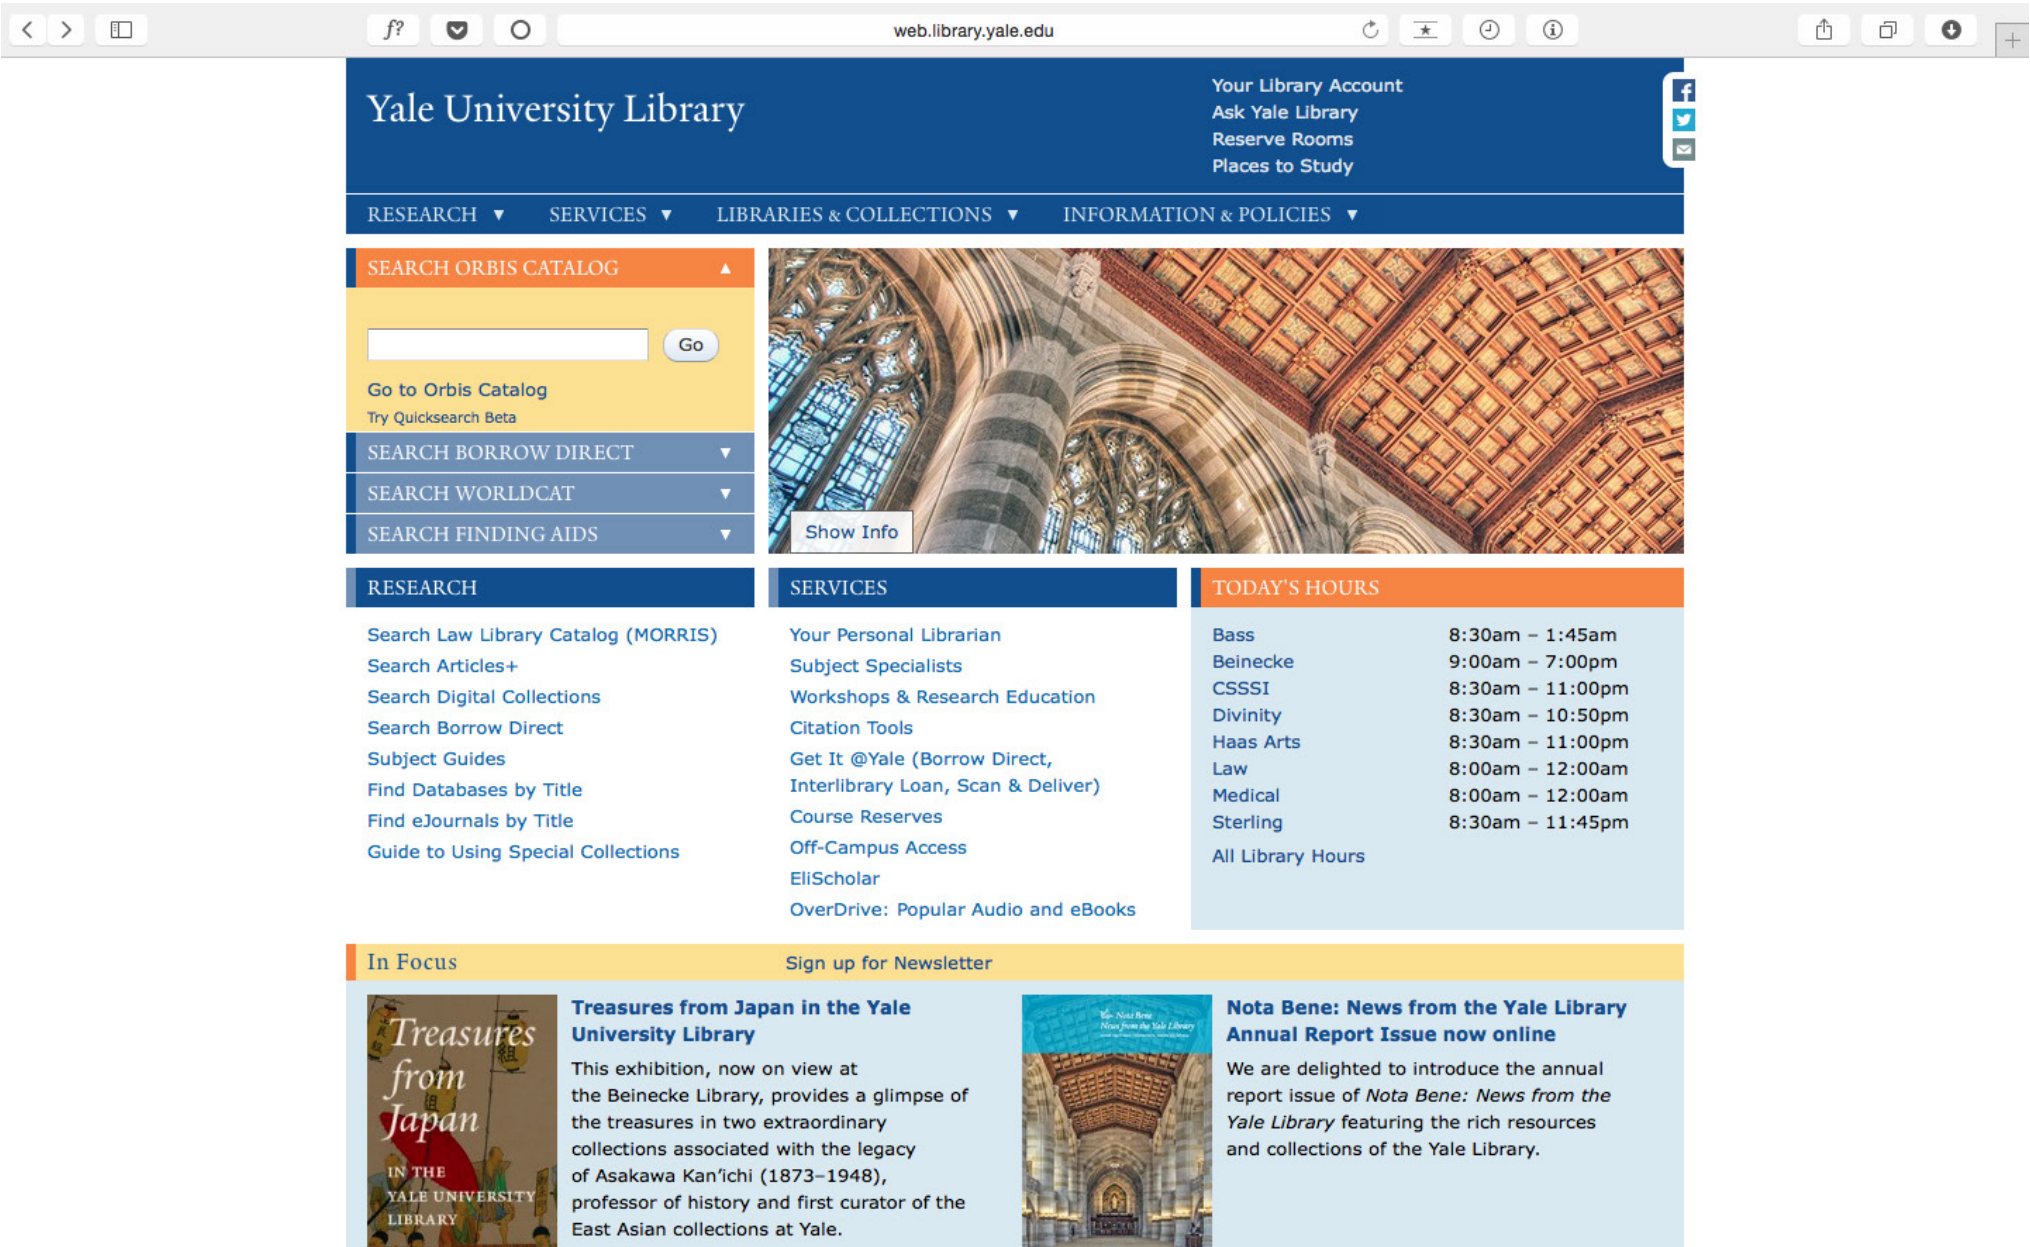 f?
web.library.yale.edu
Yale University Library
Your Library Account
Ask Yale Library
Reserve Rooms
Places to Study
RESEARCH ▼ SERVICES ▼ LIBRARIES & COLLECTIONS ▼ INFORMATION & POLICIES ▼
SEARCH ORBIS CATALOG ▲
Go
Go to Orbis Catalog
Try Quicksearch Beta
SEARCH BORROW DIRECT ▼
SEARCH WORLDCAT ▼
SEARCH FINDING AIDS ▼
Show Info
RESEARCH
Search Law Library Catalog (MORRIS)
Search Articles+
Search Digital Collections
Search Borrow Direct
Subject Guides
Find Databases by Title
Find eJournals by Title
Guide to Using Special Collections
SERVICES
Your Personal Librarian
Subject Specialists
Workshops & Research Education
Citation Tools
Get It @Yale (Borrow Direct,
Interlibrary Loan, Scan & Deliver)
Course Reserves
Off-Campus Access
EliScholar
OverDrive: Popular Audio and eBooks
TODAY'S HOURS
Bass 8:30am – 1:45am
Beinecke 9:00am – 7:00pm
CSSSI 8:30am – 11:00pm
Divinity 8:30am – 10:50pm
Haas Arts 8:30am – 11:00pm
Law 8:00am – 12:00am
Medical 8:00am – 12:00am
Sterling 8:30am – 11:45pm
All Library Hours
In Focus
Sign up for Newsletter
Treasures
from
Japan
IN THE
YALE UNIVERSITY
LIBRARY
Treasures from Japan in the Yale
University Library
This exhibition, now on view at
the Beinecke Library, provides a glimpse of
the treasures in two extraordinary
collections associated with the legacy
of Asakawa Kan’ichi (1873–1948),
professor of history and first curator of the
East Asian collections at Yale.
Nota Bene
News from the Yale Library
Nota Bene: News from the Yale Library
Annual Report Issue now online
We are delighted to introduce the annual
report issue of Nota Bene: News from the
Yale Library featuring the rich resources
and collections of the Yale Library.